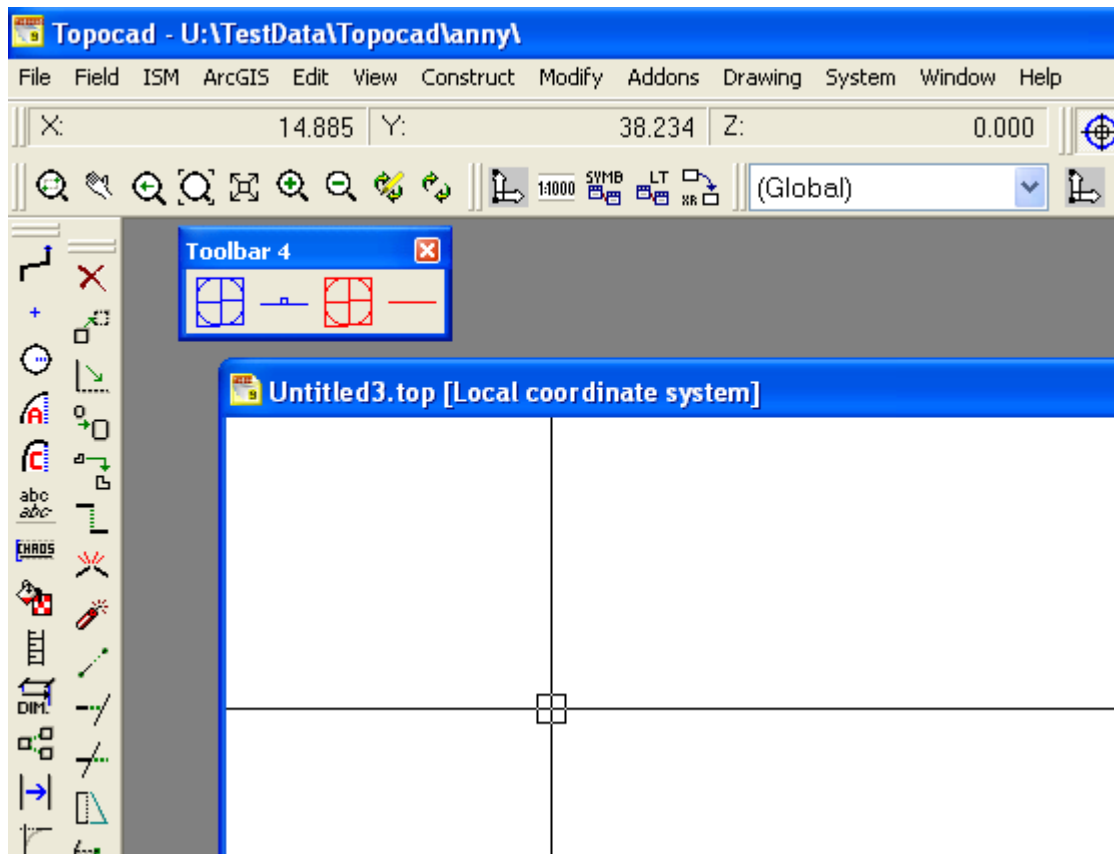 Topocad - U:\TestData\Topocad\anny\
File Field ISM ArcGIS Edit View Construct Modify Addons Drawing System Window Help
X: 14.885 Y: 38.234 Z: 0.000
1:1000 SYMB LT XR (Global)
Toolbar 4
Untitled3.top [Local coordinate system]
A
C
abc
abc
CHAOS
DIM.